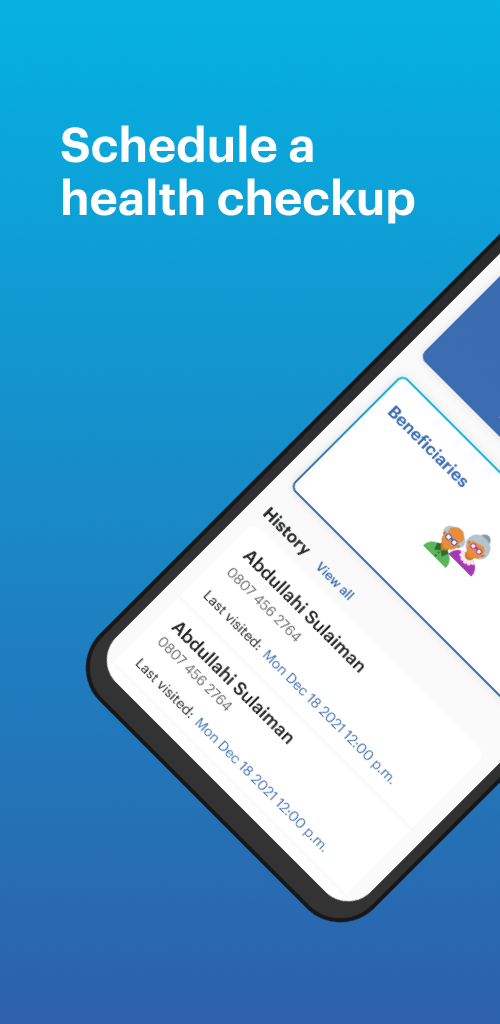 Schedule a
health checkup
Beneficiaries
History
View all
Abdullahi Sulaiman
0807 456 2764
Last visited: Mon Dec 18 2021 12:00 p.m.
Abdullahi Sulaiman
0807 456 2764
Last visited: Mon Dec 18 2021 12:00 p.m.